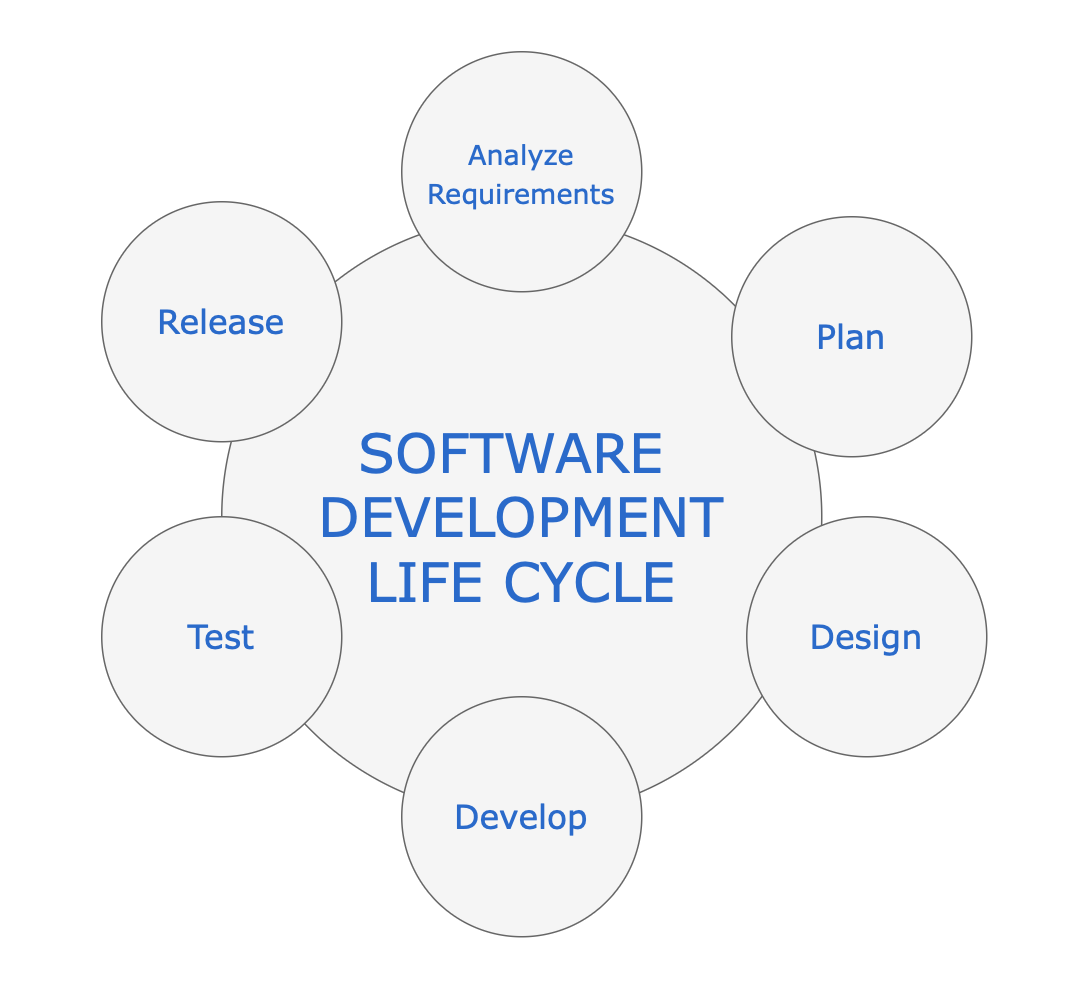 Analyze
Requirements
Plan
Design
Develop
Test
Release
SOFTWARE
DEVELOPMENT
LIFE CYCLE